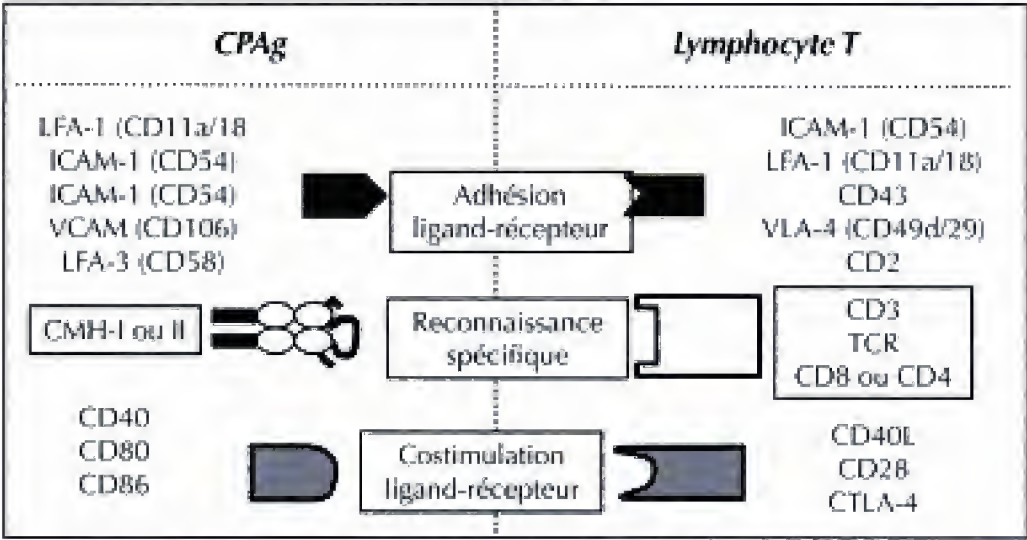 CPAg
Lymphocyte T
LFA-1 (CD11a/18
ICAM-1 (CD54)
ICAM-1 (CD54)
VCAM (CD106)
LFA-3 (CD58)
Adhésion
ligand-récepteur
ICAM-1 (CD54)
LFA-1 (CD11a/18)
CD43
VLA-4 (CD49d/29)
CD2
CMH-I ou II
Reconnaissance
spécifique
CD3
TCR
CD8 ou CD4
CD40
CD80
CD86
Costimulation
ligand-récepteur
CD40L
CD28
CTLA-4